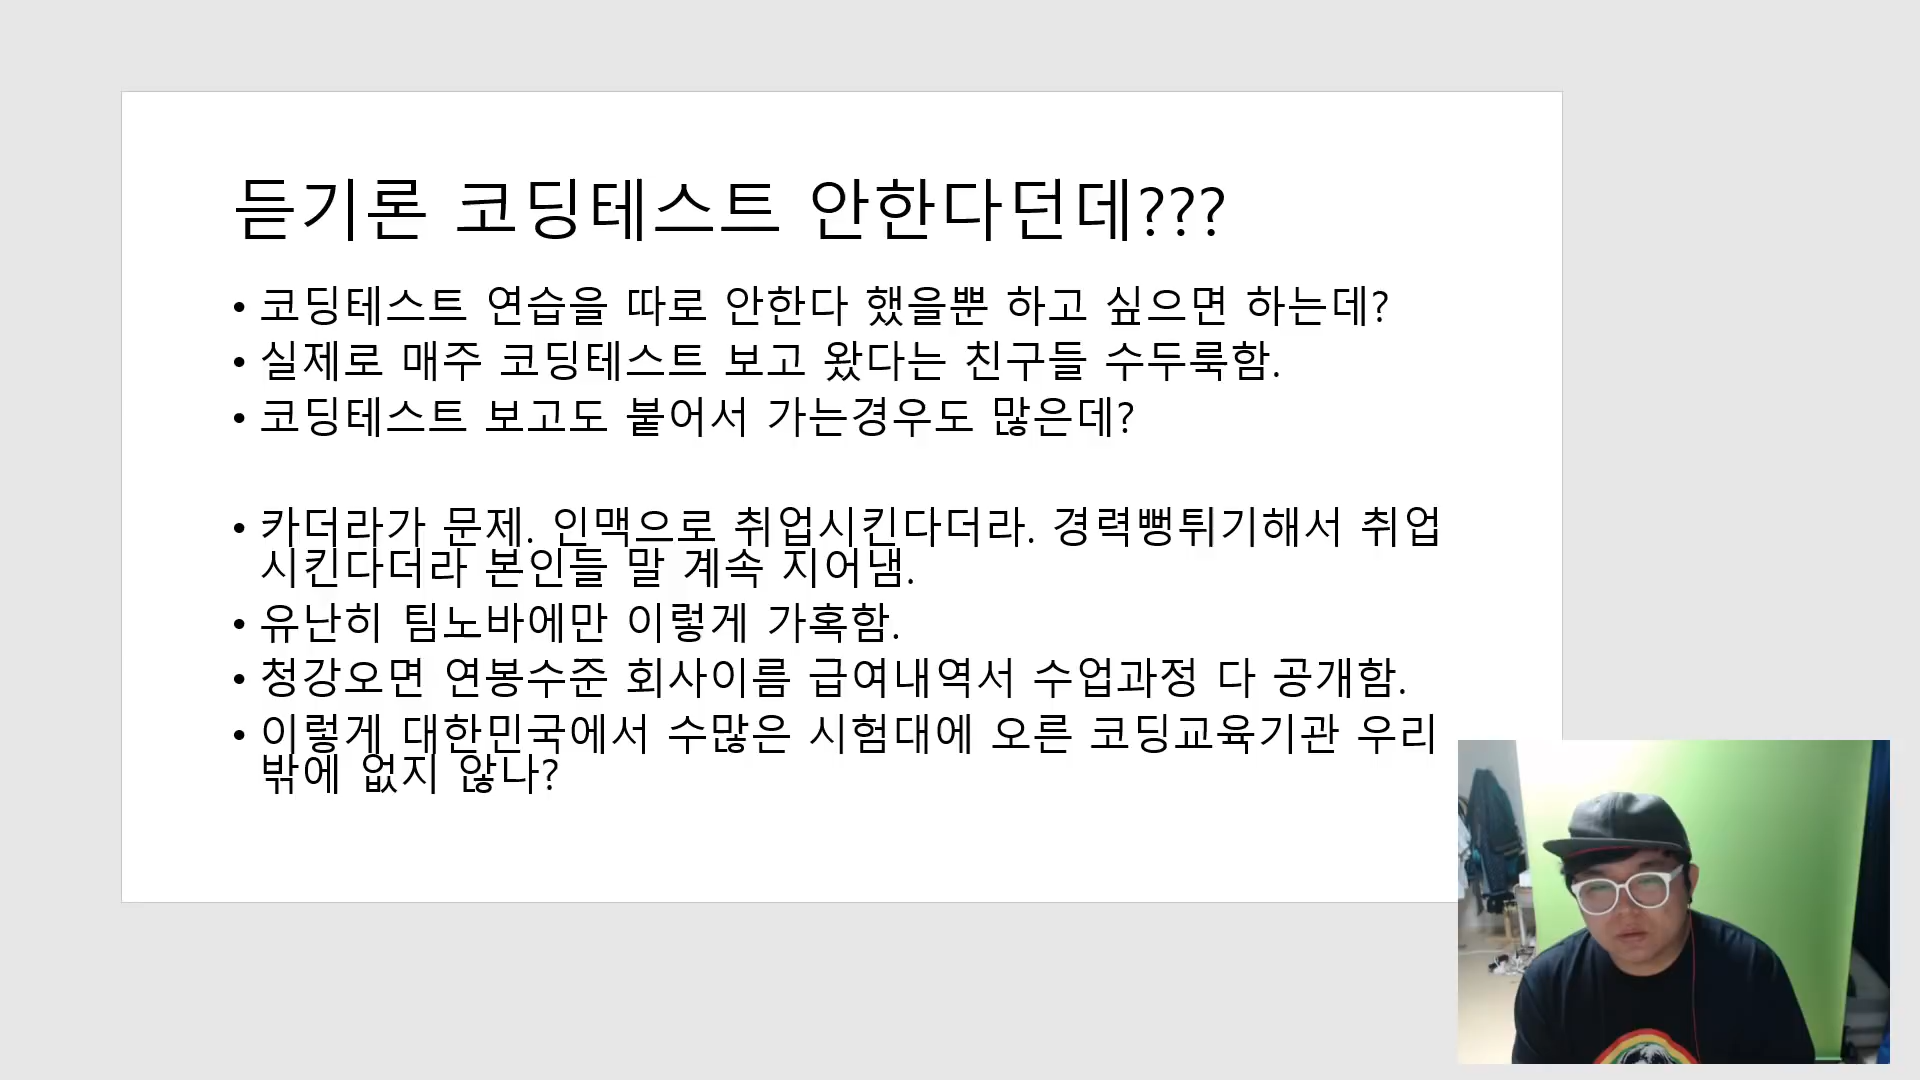 듣기론 코딩테스트 안한다던데???
• 코딩테스트 연습을 따로 안한다 했을뿐 하고 싶으면 하는데?
• 실제로 매주 코딩테스트 보고 왔다는 친구들 수두룩함.
• 코딩테스트 보고도 붙어서 가는경우도 많은데?
• 카더라가 문제. 인맥으로 취업시킨다더라. 경력뻥튀기해서 취업
시킨다더라 본인들 말 계속 지어냄.
• 유난히 팀노바에만 이렇게 가혹함.
• 청강오면 연봉수준 회사이름 급여내역서 수업과정 다 공개함.
• 이렇게 대한민국에서 수많은 시험대에 오른 코딩교육기관 우리
밖에 없지 않나?